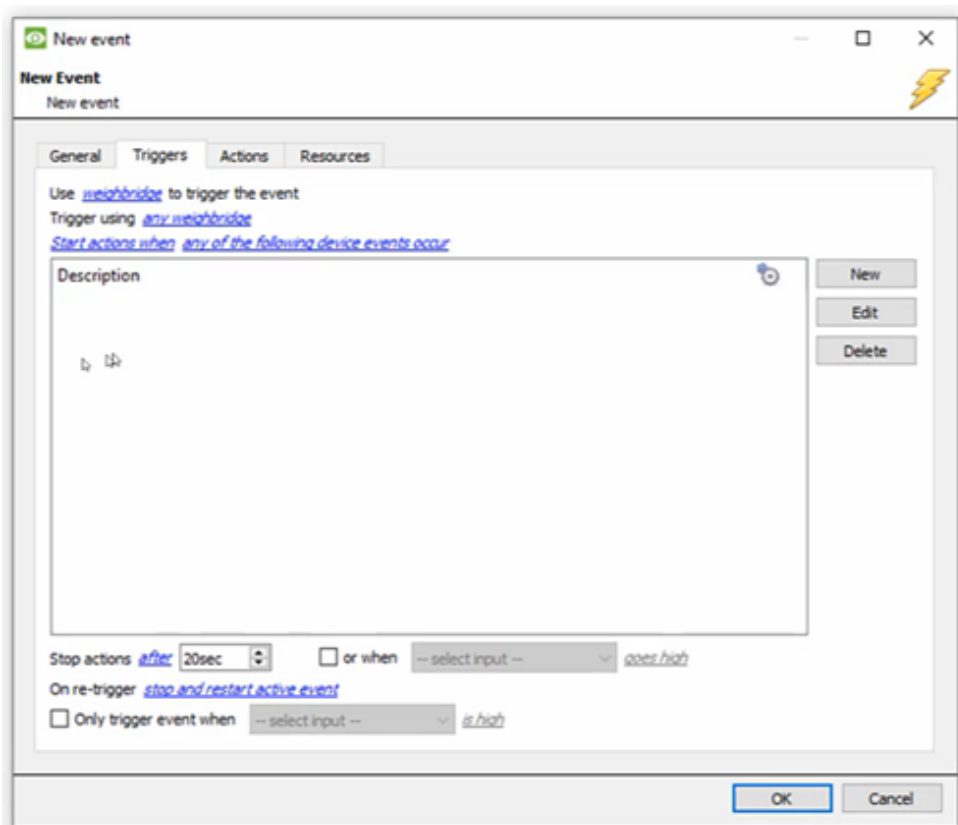 New event
New Event
New event
General Triggers Actions Resources
Use weighbridge to trigger the event
Trigger using any weighbridge
Start actions when any of the following device events occur
Description
New
Edit
Delete
Stop actions after 20sec or when -- select input -- goes high
On re-trigger stop and restart active event
Only trigger event when -- select input -- is high
OK Cancel